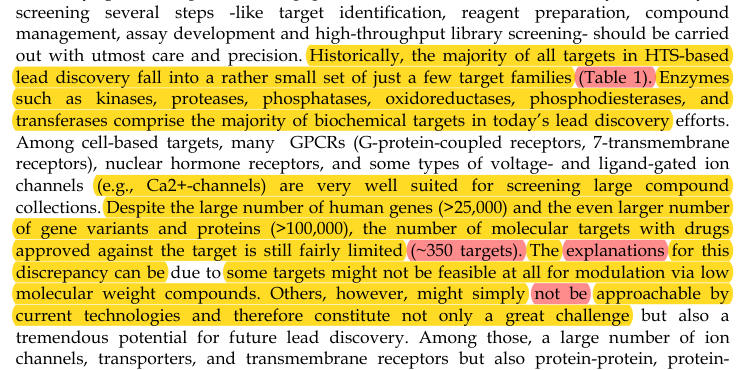 screening several steps -like target identification, reagent preparation, compound
management, assay development and high-throughput library screening- should be carried
out with utmost care and precision. Historically, the majority of all targets in HTS-based
lead discovery fall into a rather small set of just a few target families (Table 1). Enzymes
such as kinases, proteases, phosphatases, oxidoreductases, phosphodiesterases, and
transferases comprise the majority of biochemical targets in today's lead discovery efforts.
Among cell-based targets, many GPCRs (G-protein-coupled receptors, 7-transmembrane
receptors), nuclear hormone receptors, and some types of voltage- and ligand-gated ion
channels (e.g., Ca2+-channels) are very well suited for screening large compound
collections. Despite the large number of human genes (>25,000) and the even larger number
of gene variants and proteins (>100,000), the number of molecular targets with drugs
approved against the target is still fairly limited (~350 targets). The explanations for this
discrepancy can be due to some targets might not be feasible at all for modulation via low
molecular weight compounds. Others, however, might simply not be approachable by
current technologies and therefore constitute not only a great challenge but also a
tremendous potential for future lead discovery. Among those, a large number of ion
channels, transporters, and transmembrane receptors but also protein-protein, protein-